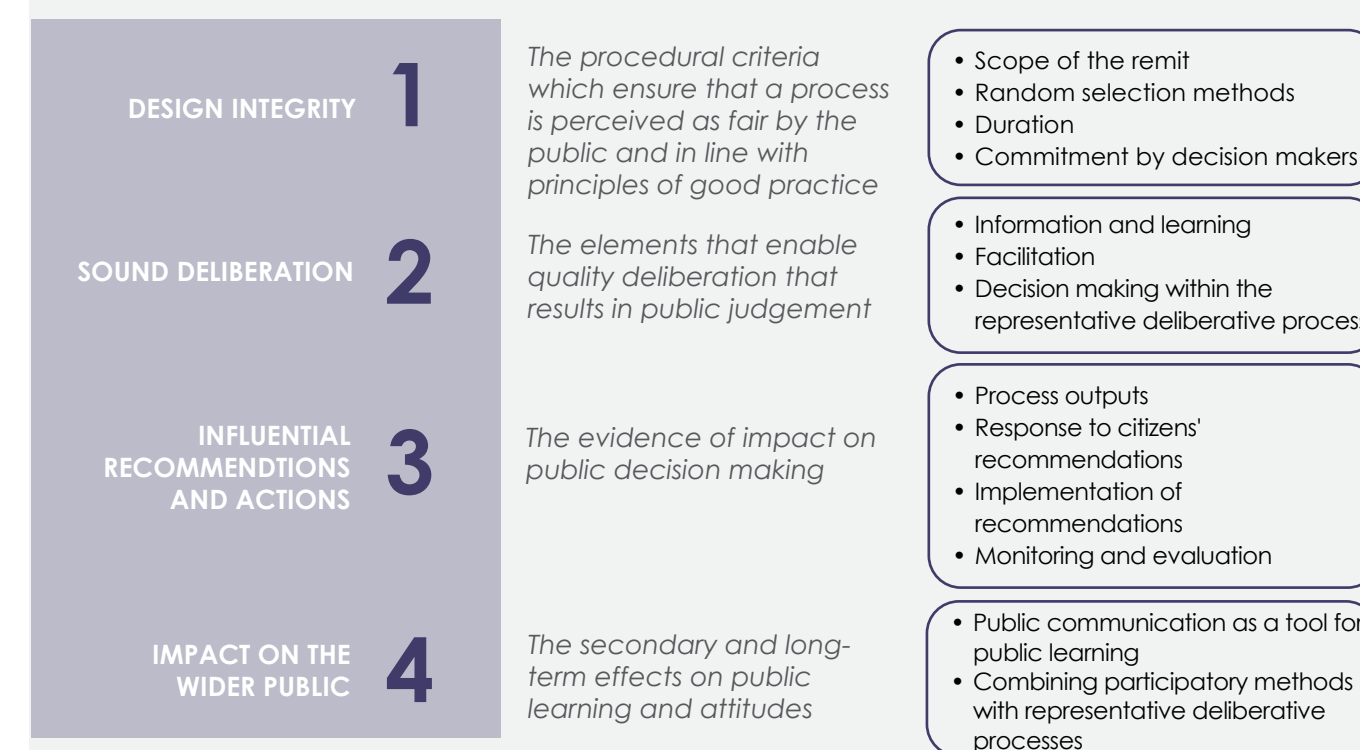 DESIGN INTEGRITY
1
The procedural criteria
which ensure that a process
is perceived as fair by the
public and in line with
principles of good practice
• Scope of the remit
• Random selection methods
• Duration
• Commitment by decision makers
SOUND DELIBERATION
2
The elements that enable
quality deliberation that
results in public judgement
• Information and learning
• Facilitation
• Decision making within the
representative deliberative proces
INFLUENTIAL
RECOMMENDTIONS
AND ACTIONS
3
The evidence of impact on
public decision making
• Process outputs
• Response to citizens'
recommendations
• Implementation of
recommendations
• Monitoring and evaluation
IMPACT ON THE
WIDER PUBLIC
4
The secondary and long-
term effects on public
learning and attitudes
• Public communication as a tool for
public learning
• Combining participatory methods
with representative deliberative
processes